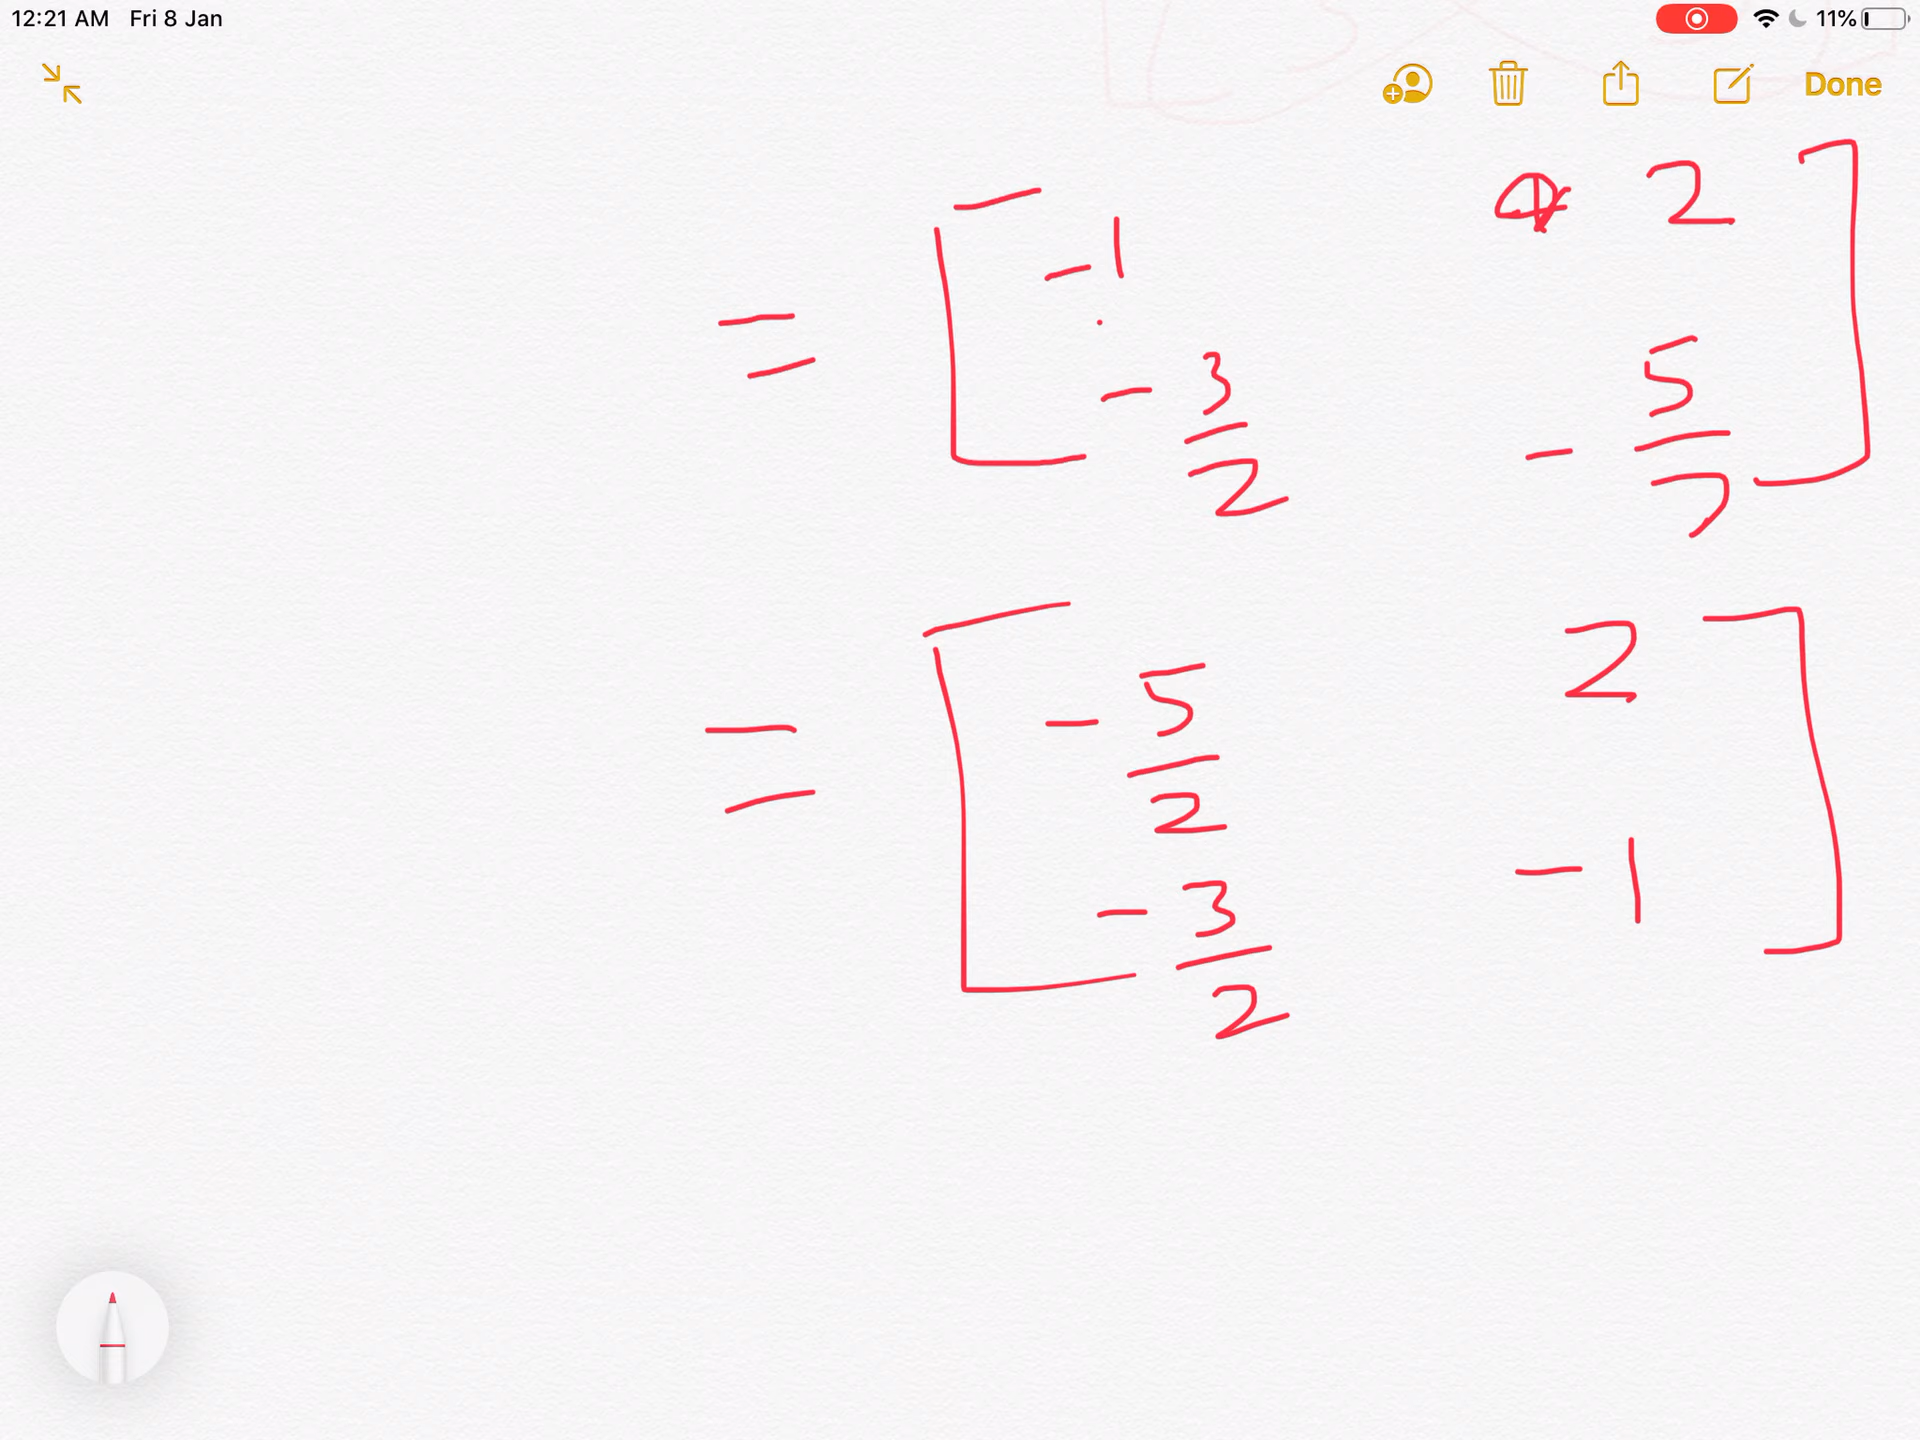 12:21 AM Fri 8 Jan 11%
Done
= [ -1 2 ]
- 3/2 - 5/2
= [ - 5/2 2 ]
- 3/2 - 1